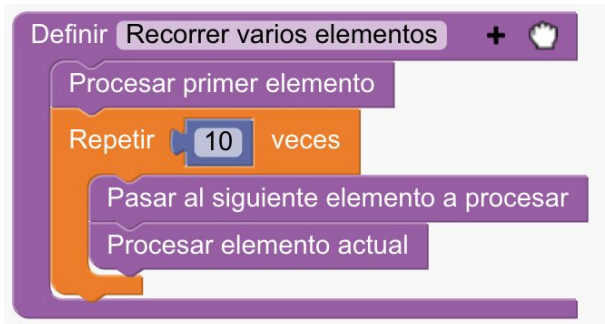 Definir Recorrer varios elementos +
Procesar primer elemento
Repetir 10 veces
Pasar al siguiente elemento a procesar
Procesar elemento actual